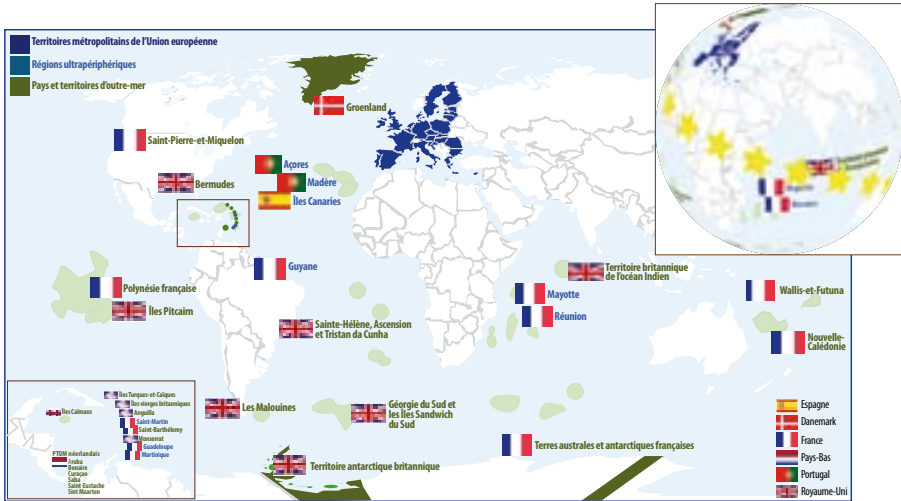 Territoires métropolitains de l'Union européenne
Régions ultrapériphériques
Pays et territoires d'outre-mer
Groenland
Saint-Pierre-et-Miquelon
Açores
Bermudes
Madère
Îles Canaries
Guyane
Territoire britannique
de l'océan Indien
Polynésie française
Mayotte
Wallis-et-Futuna
Îles Pitcairn
Réunion
Sainte-Hélène, Ascension
et Tristan da Cunha
Nouvelle-
Calédonie
Îles Turques-et-Caïques
Îles vierges britanniques
Îles Caïmans
Anguilla
Saint-Martin
Saint-Barthélemy
Monserrat
Guadeloupe
Martinique
PTOM néerlandais
Aruba
Bonaire
Curaçao
Saba
Saint-Eustache
Sint Maarten
Les Malouines
Géorgie du Sud et
les Îles Sandwich
du Sud
Terres australes et antarctiques françaises
Territoire antarctique britannique
Espagne
Danemark
France
Pays-Bas
Portugal
Royaume-Uni